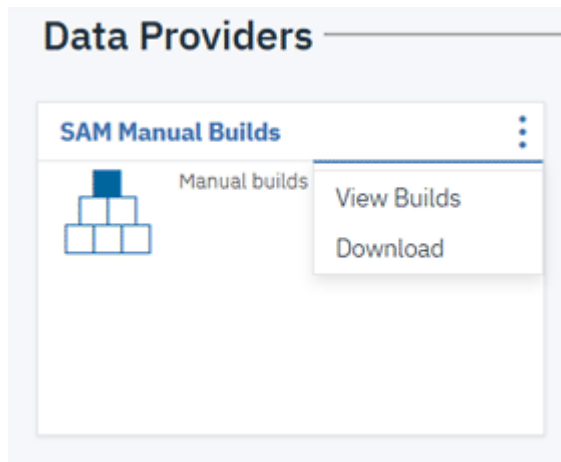 Data Providers
SAM Manual Builds
Manual builds
View Builds
Download